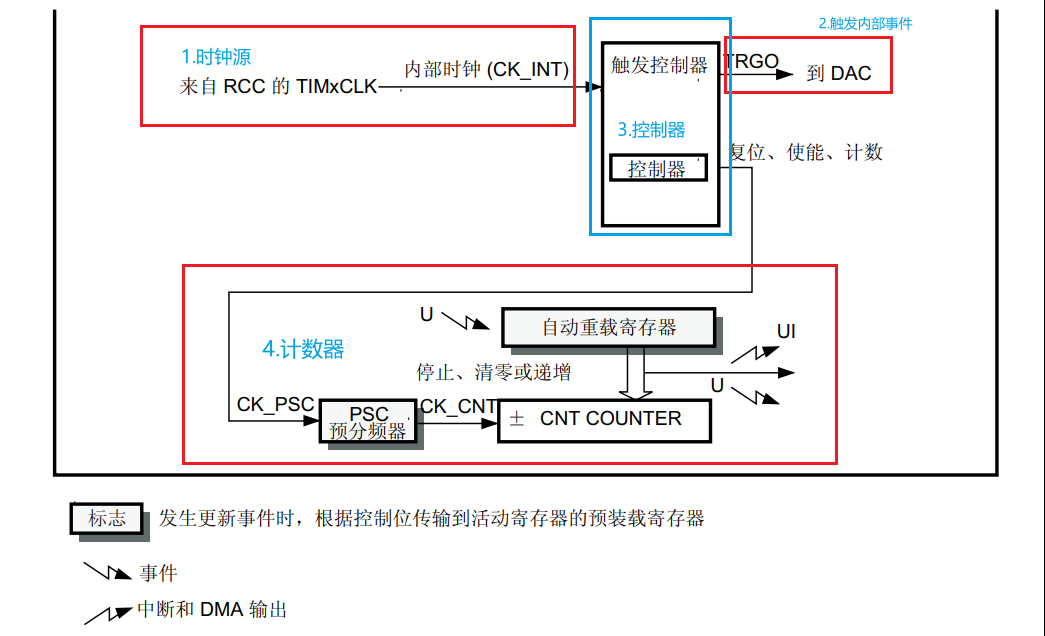 2.触发内部事件
1.时钟源
来自 RCC 的 TIMxCLK
内部时钟 (CK_INT)
触发控制器
TRGO
到 DAC
3.控制器
控制器
复位、使能、计数
U
自动重载寄存器
UI
4.计数器
停止、清零或递增
U
CK_PSC
PSC
预分频器
CK_CNT
± CNT COUNTER
标志 发生更新事件时，根据控制位传输到活动寄存器的预装载寄存器
事件
中断和 DMA 输出